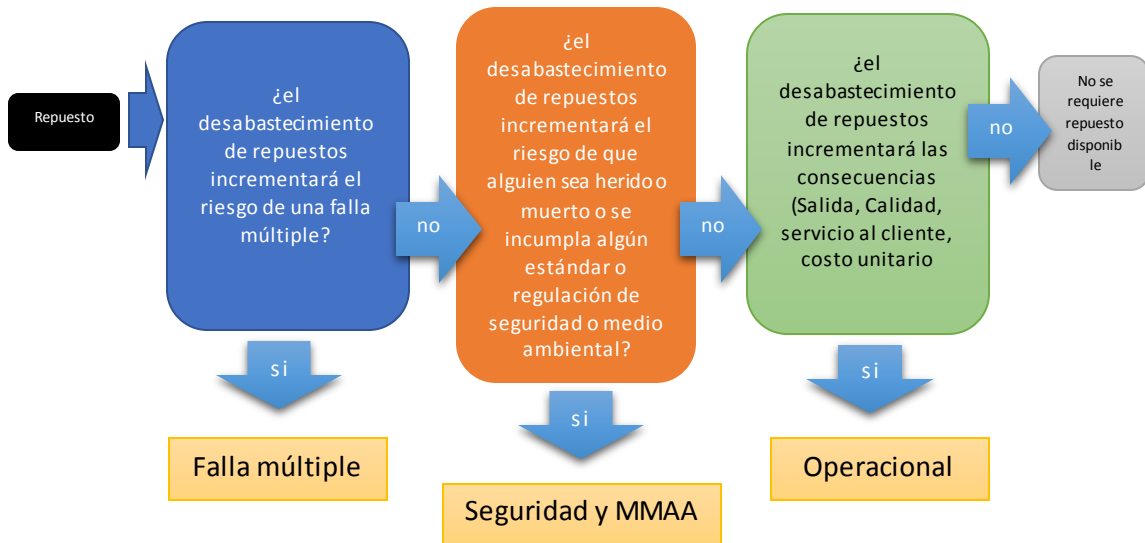 Repuesto
¿el
desabastecimiento
de repuestos
incrementará el
riesgo de una falla
múltiple?
no
si
Falla múltiple
¿el
desabastecimiento
de repuestos
incrementará el
riesgo de que
alguien sea herido o
muerto o se
incumpla algún
estándar o
regulación de
seguridad o medio
ambiental?
no
si
Seguridad y MMAA
¿el
desabastecimiento
de repuestos
incrementará las
consecuencias
(Salida, Calidad,
servicio al cliente,
costo unitario
no
si
Operacional
No se
requiere
repuesto
disponib
le